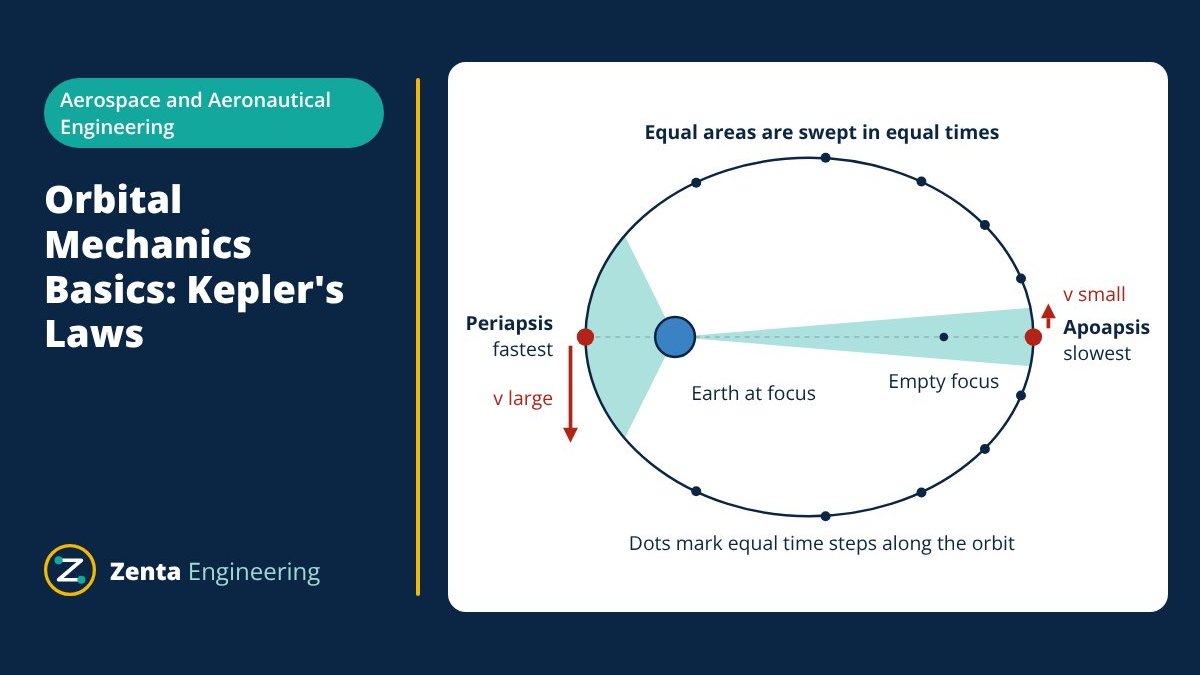 Aerospace and Aeronautical
Engineering
Orbital
Mechanics
Basics: Kepler's
Laws
Zenta Engineering
Equal areas are swept in equal times
Periapsis
fastest
v large
Earth at focus
Empty focus
v small
Apoapsis
slowest
Dots mark equal time steps along the orbit